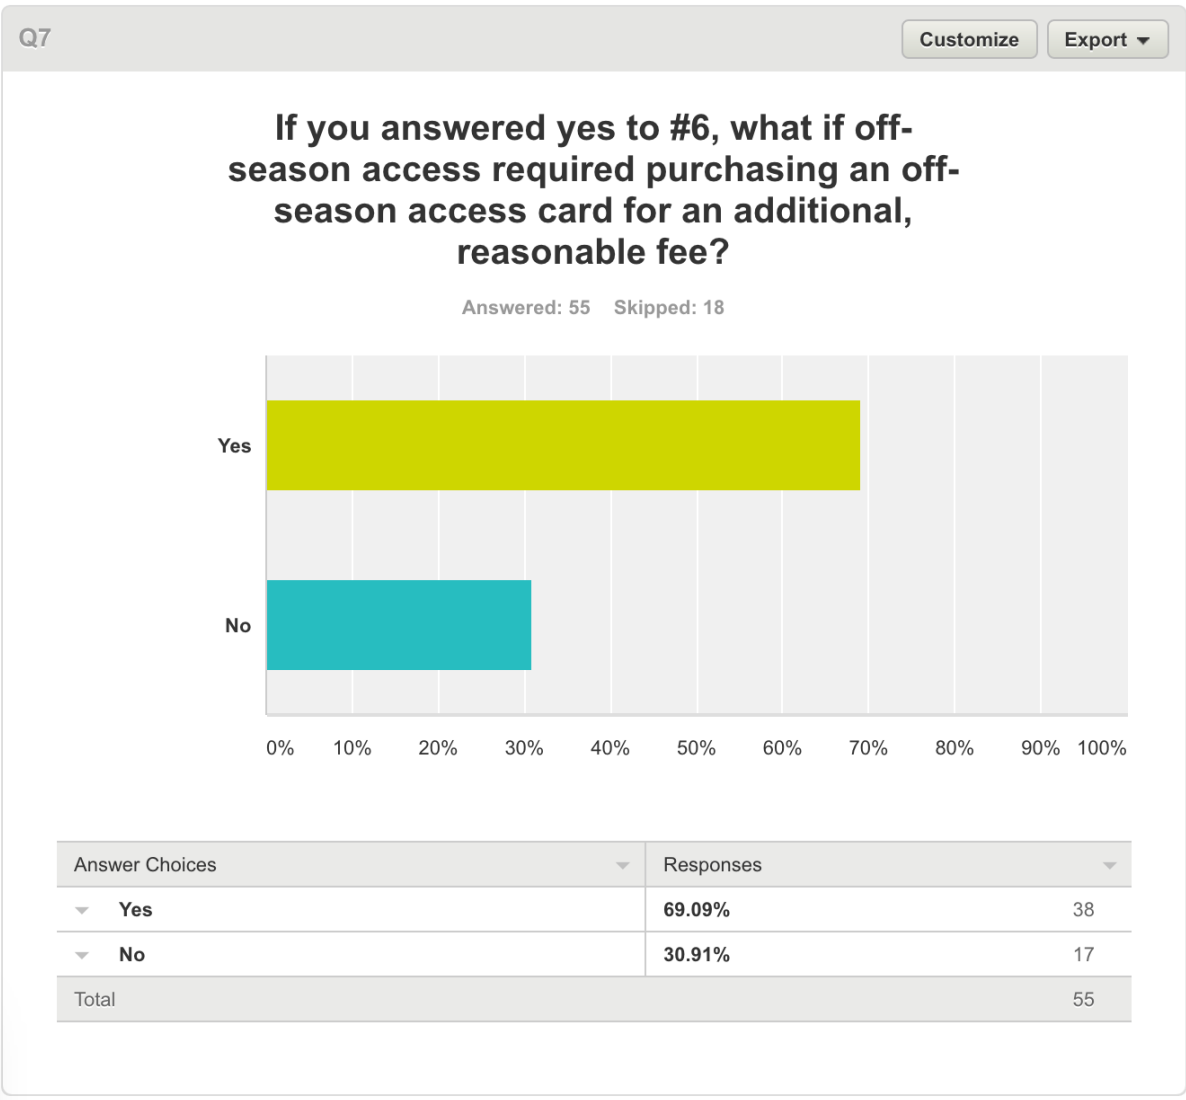 Q7
Customize
Export
If you answered yes to #6, what if off-
season access required purchasing an off-
season access card for an additional,
reasonable fee?
Answered: 55 Skipped: 18
Yes
No
0% 10% 20% 30% 40% 50% 60% 70% 80% 90% 100%
Answer Choices Responses
Yes 69.09% 38
No 30.91% 17
Total 55